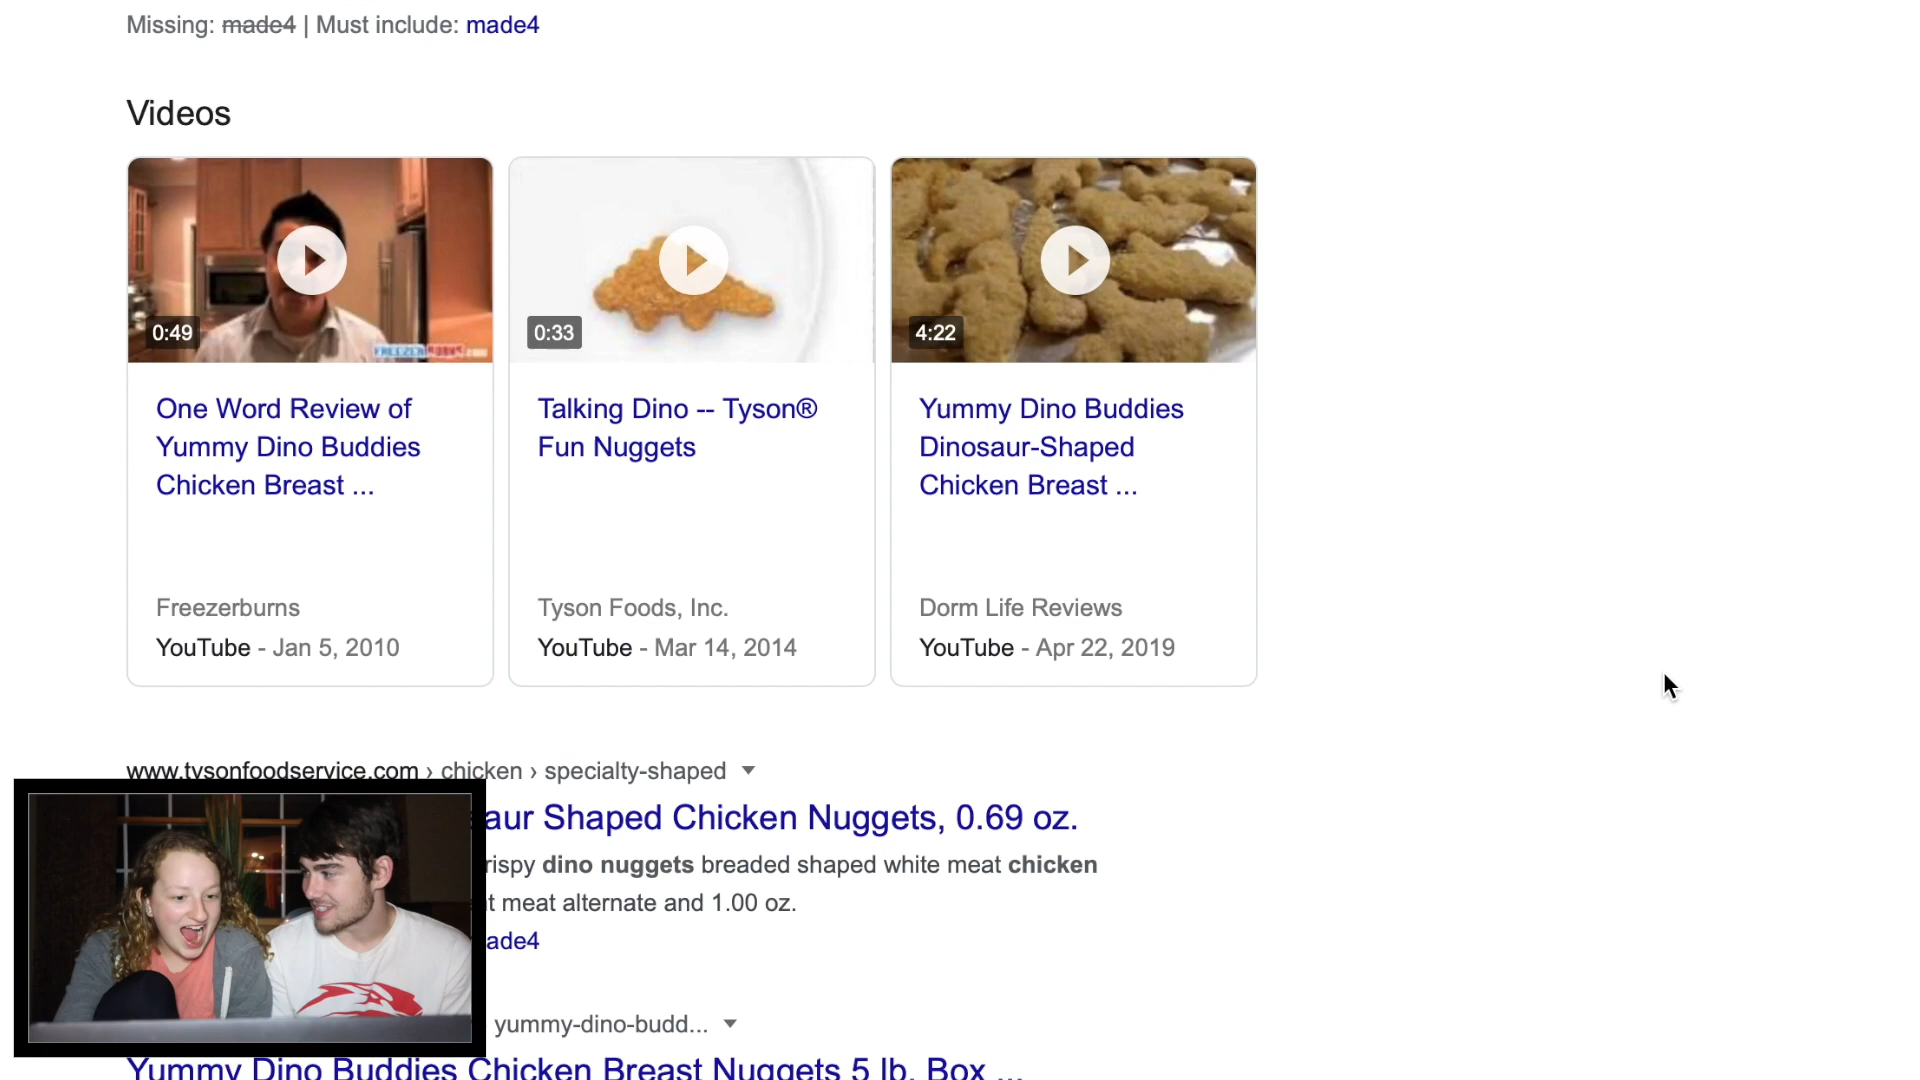 Missing: made4 | Must include: made4
Videos
0:49
0:33
4:22
One Word Review of
Yummy Dino Buddies
Chicken Breast ...
Freezerburns
YouTube - Jan 5, 2010
Talking Dino -- Tyson®
Fun Nuggets
Tyson Foods, Inc.
YouTube - Mar 14, 2014
Yummy Dino Buddies
Dinosaur-Shaped
Chicken Breast ...
Dorm Life Reviews
YouTube - Apr 22, 2019
www.tysonfoodservice.com › chicken › specialty-shaped
aur Shaped Chicken Nuggets, 0.69 oz.
rispy dino nuggets breaded shaped white meat chicken
t meat alternate and 1.00 oz.
ade4
yummy-dino-budd...
Yummy Dino Buddies Chicken Breast Nuggets 5 lb. Box ...